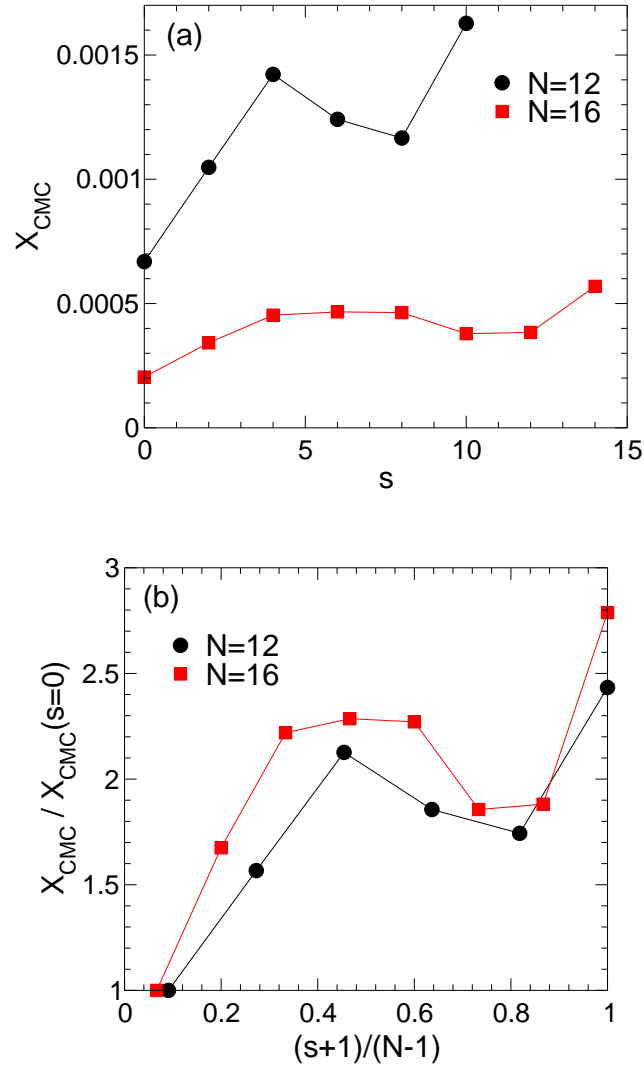 (a)
0.0015
N=12
N=16
0.001
X_CMC
0.0005
0
0 5 10 15
s
3
(b)
N=12
N=16
2.5
X_CMC / X_CMC(s=0)
2
1.5
1
0 0.2 0.4 0.6 0.8 1
(s+1)/(N-1)